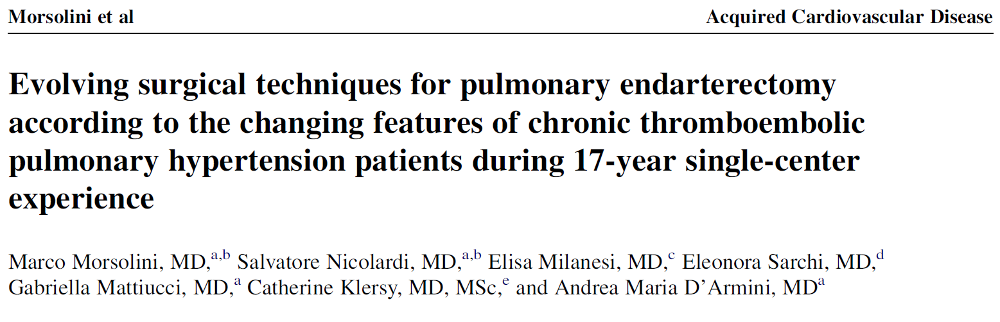 Morsolini et al Acquired Cardiovascular Disease
Evolving surgical techniques for pulmonary endarterectomy
according to the changing features of chronic thromboembolic
pulmonary hypertension patients during 17-year single-center
experience
Marco Morsolini, MD,a,b Salvatore Nicolardi, MD,a,b Elisa Milanesi, MD,c Eleonora Sarchi, MD,d
Gabriella Mattiucci, MD,a Catherine Klersy, MD, MSc,e and Andrea Maria D'Armini, MDa